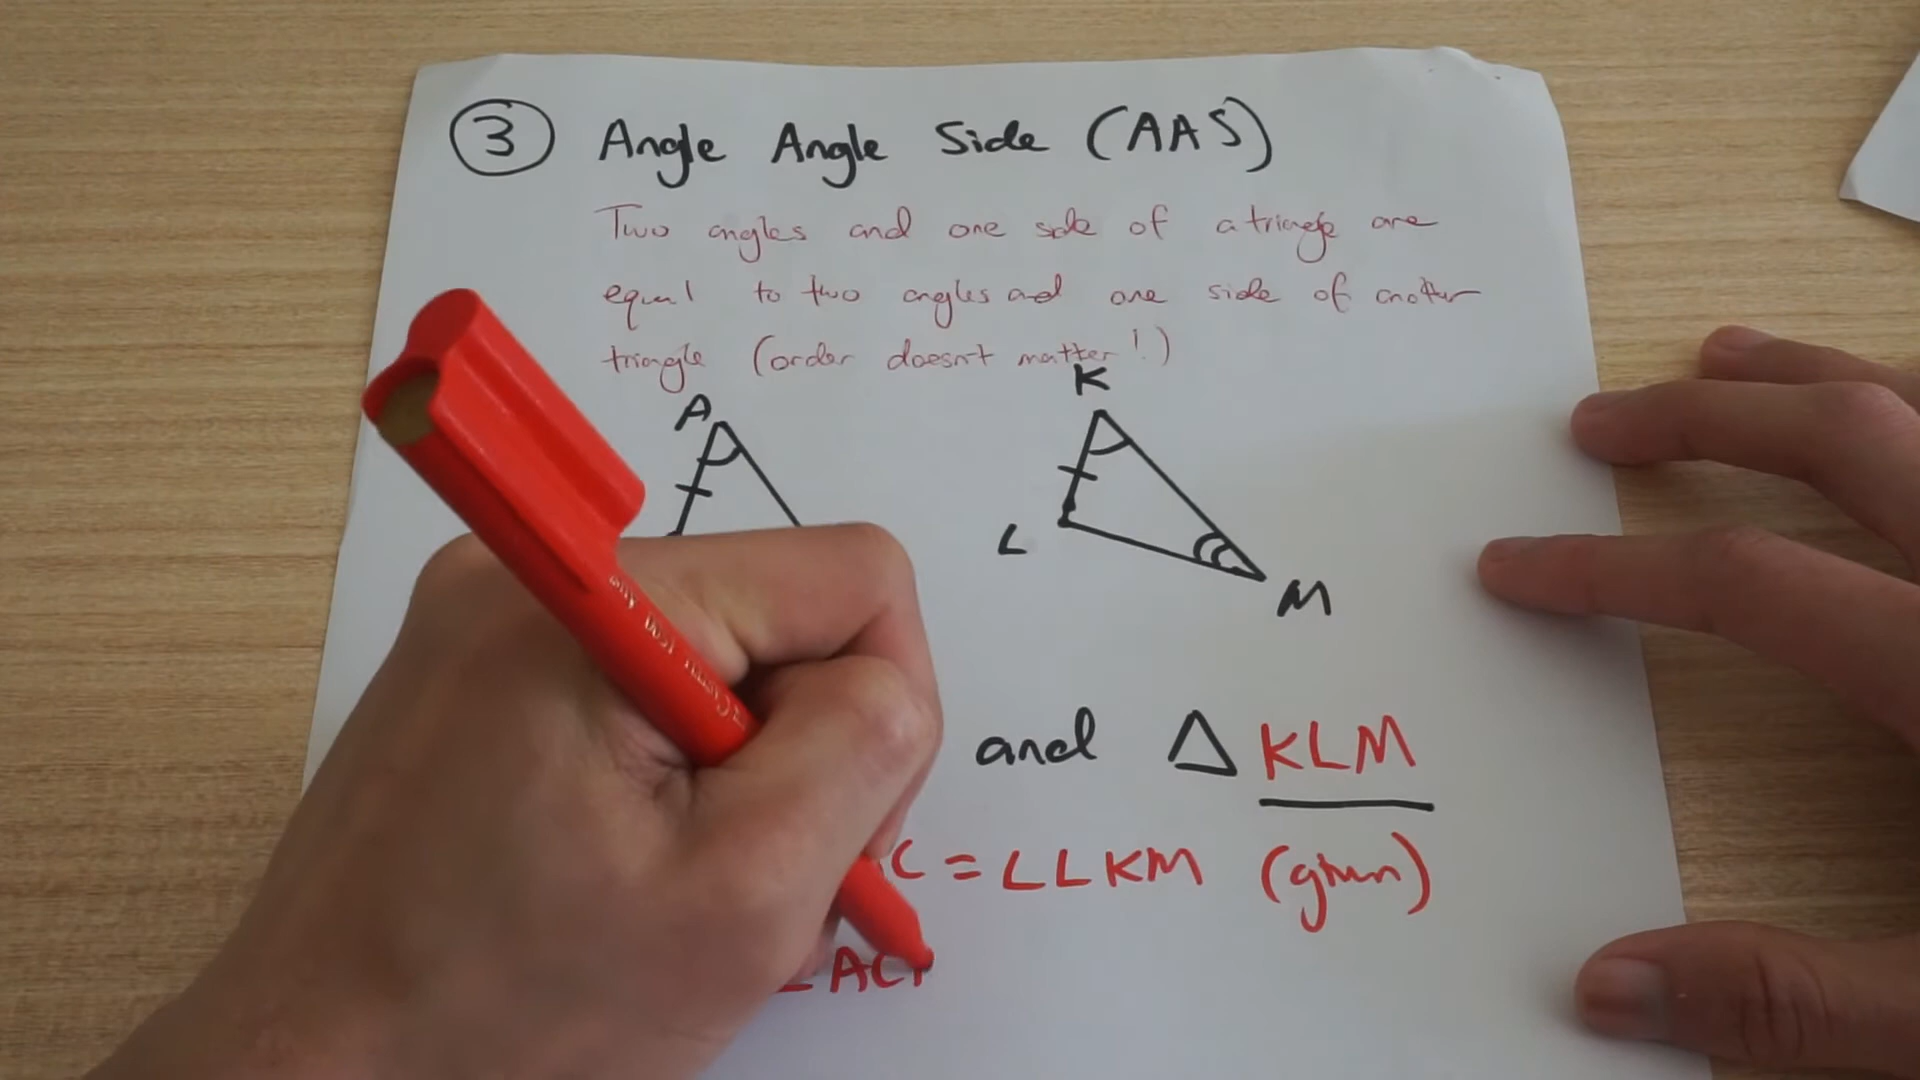 3 Angle Angle Side (AAS)
Two angles and one side of a triangle are
equal to two angles and one side of another
triangle (order doesn't matter!)
A
K
L
M
and △ KLM
C = ∠LKM (given)
∠AC